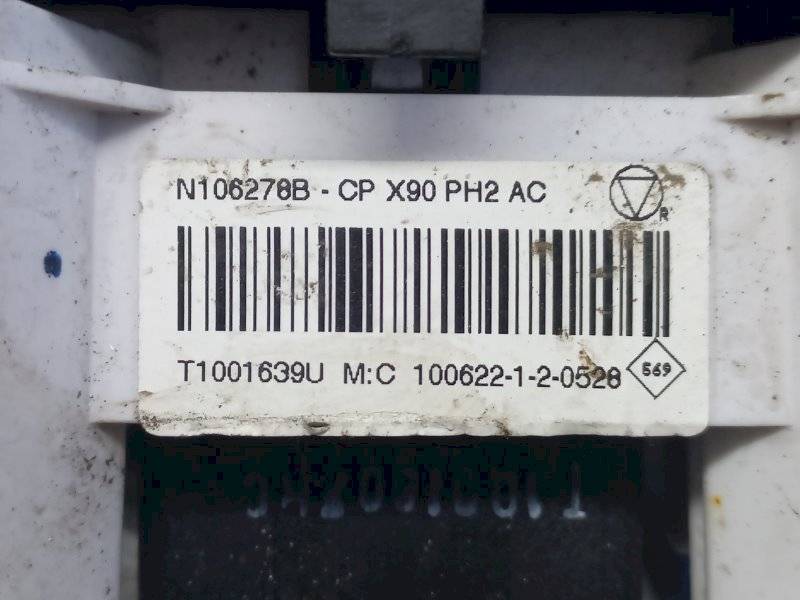 N106278B - CP X90 PH2 AC
R
T1001639U M:C 100622-1-2-0528
569